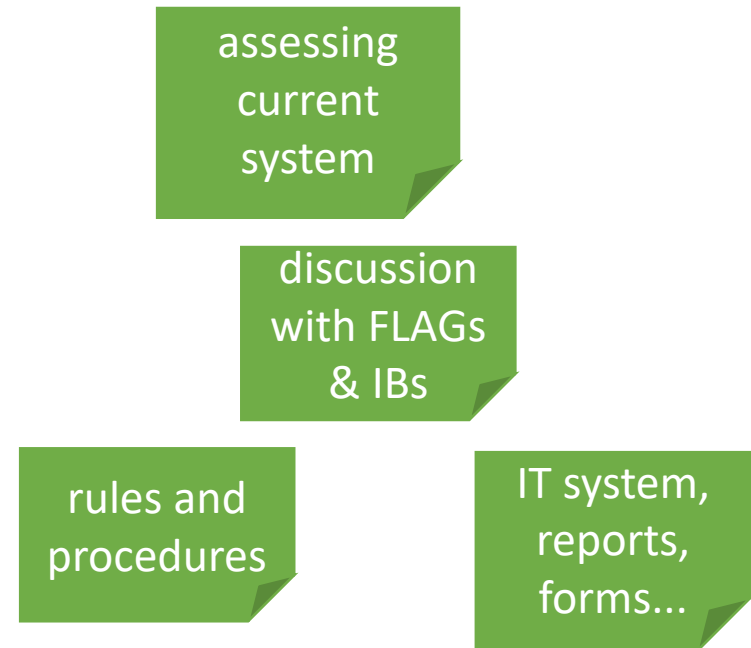 assessing
current
system
discussion
with FLAGs
& IBs
rules and
procedures
IT system,
reports,
forms...